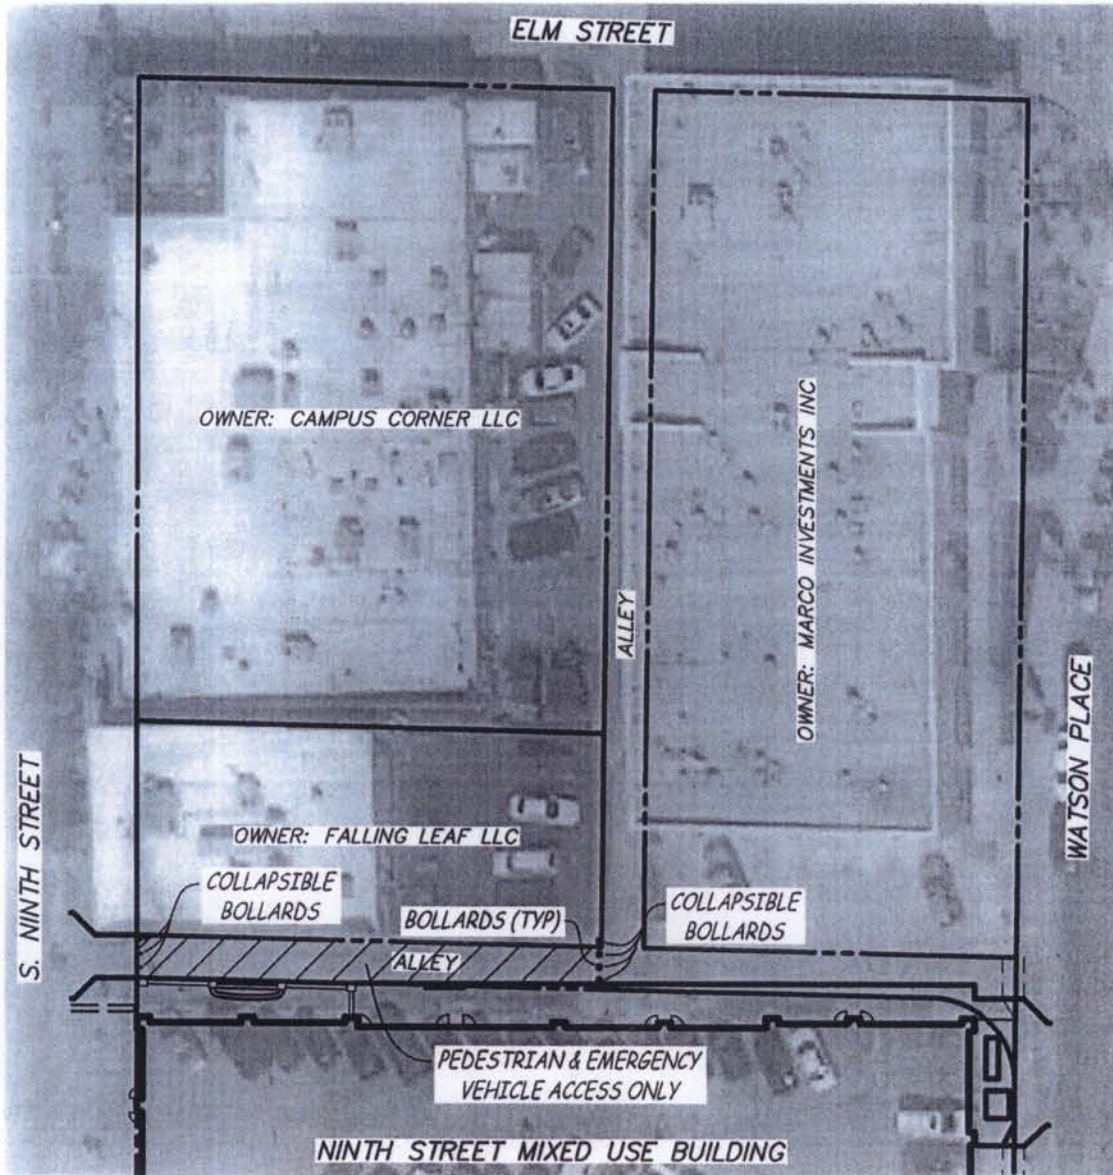 ELM STREET
OWNER: CAMPUS CORNER LLC
OWNER: MARCO INVESTMENTS INC
ALLEY
WATSON PLACE
S. NINTH STREET
OWNER: FALLING LEAF LLC
COLLAPSIBLE
BOLLARDS
BOLLARDS (TYP)
COLLAPSIBLE
BOLLARDS
ALLEY
PEDESTRIAN & EMERGENCY
VEHICLE ACCESS ONLY
NINTH STREET MIXED USE BUILDING